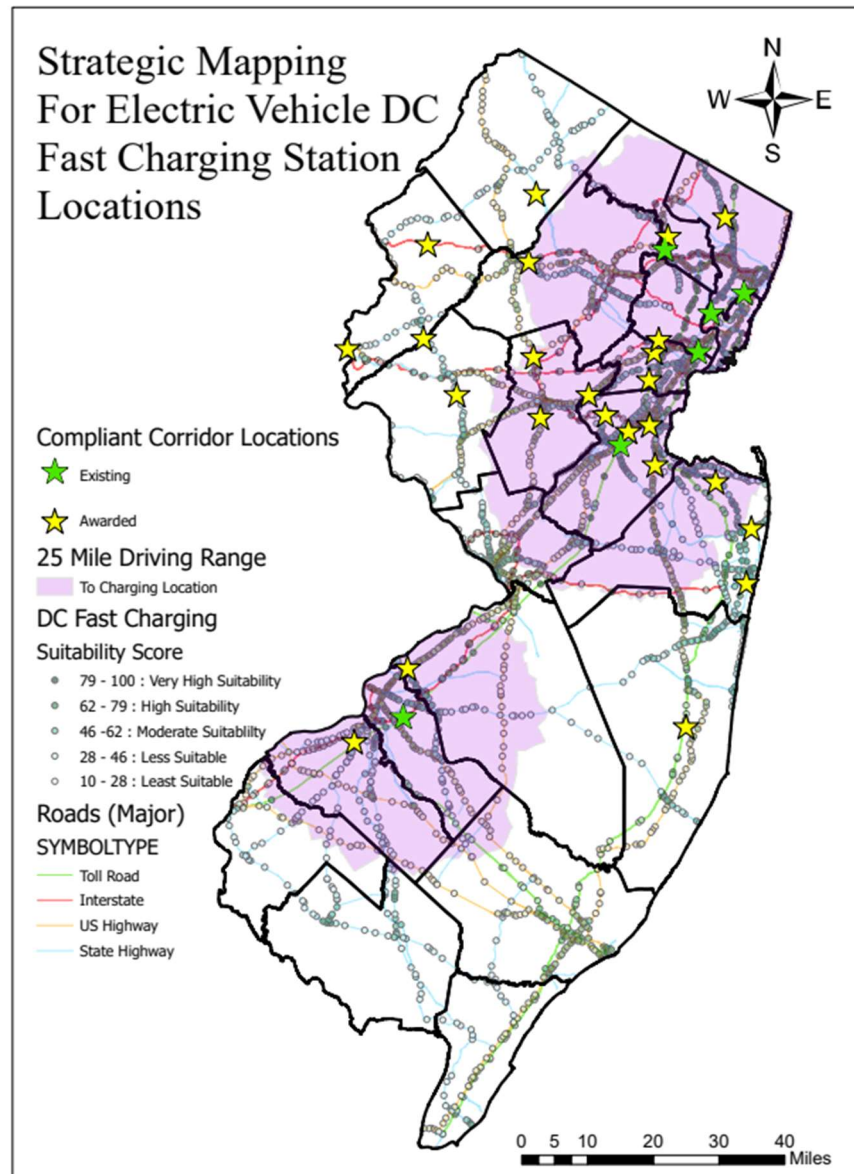 Strategic Mapping
For Electric Vehicle DC
Fast Charging Station
Locations
N
W E
S
Compliant Corridor Locations
Existing
Awarded
25 Mile Driving Range
To Charging Location
DC Fast Charging
Suitability Score
79 - 100 : Very High Suitability
62 - 79 : High Suitability
46 -62 : Moderate Suitablilty
28 - 46 : Less Suitable
10 - 28 : Least Suitable
Roads (Major)
SYMBOLTYPE
Toll Road
Interstate
US Highway
State Highway
0 5 10 20 30 40
Miles